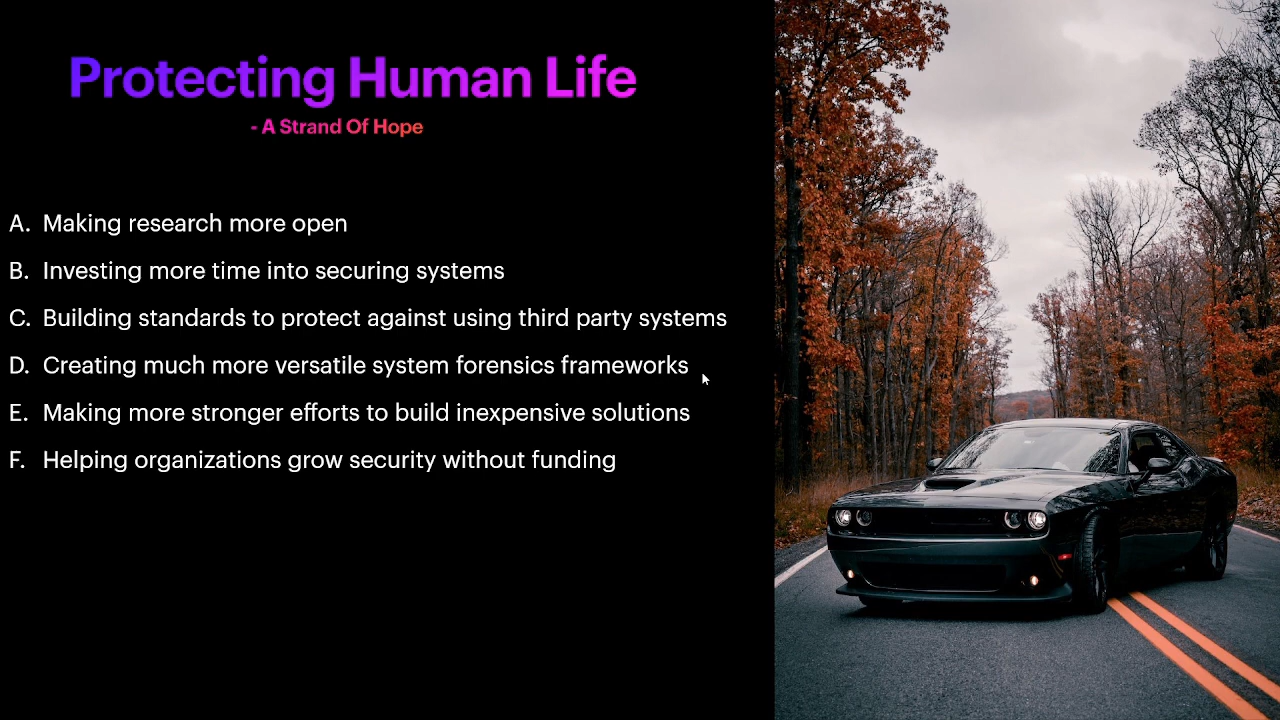 Protecting Human Life
- A Strand Of Hope
A. Making research more open
B. Investing more time into securing systems
C. Building standards to protect against using third party systems
D. Creating much more versatile system forensics frameworks
E. Making more stronger efforts to build inexpensive solutions
F. Helping organizations grow security without funding